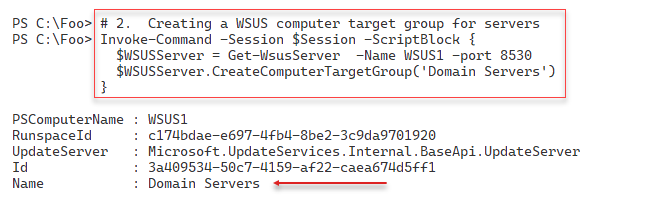 PS C:\Foo> # 2.  Creating a WSUS computer target group for servers
PS C:\Foo> Invoke-Command -Session $Session -ScriptBlock {
  $WSUSServer = Get-WsusServer  -Name WSUS1 -port 8530
  $WSUSServer.CreateComputerTargetGroup('Domain Servers')
}
PSComputerName : WSUS1
RunspaceId     : c174bdae-e697-4fb4-8be2-3c9da9701920
UpdateServer   : Microsoft.UpdateServices.Internal.BaseApi.UpdateServer
Id             : 3a409534-50c7-4159-af22-caea674d5ff1
Name           : Domain Servers